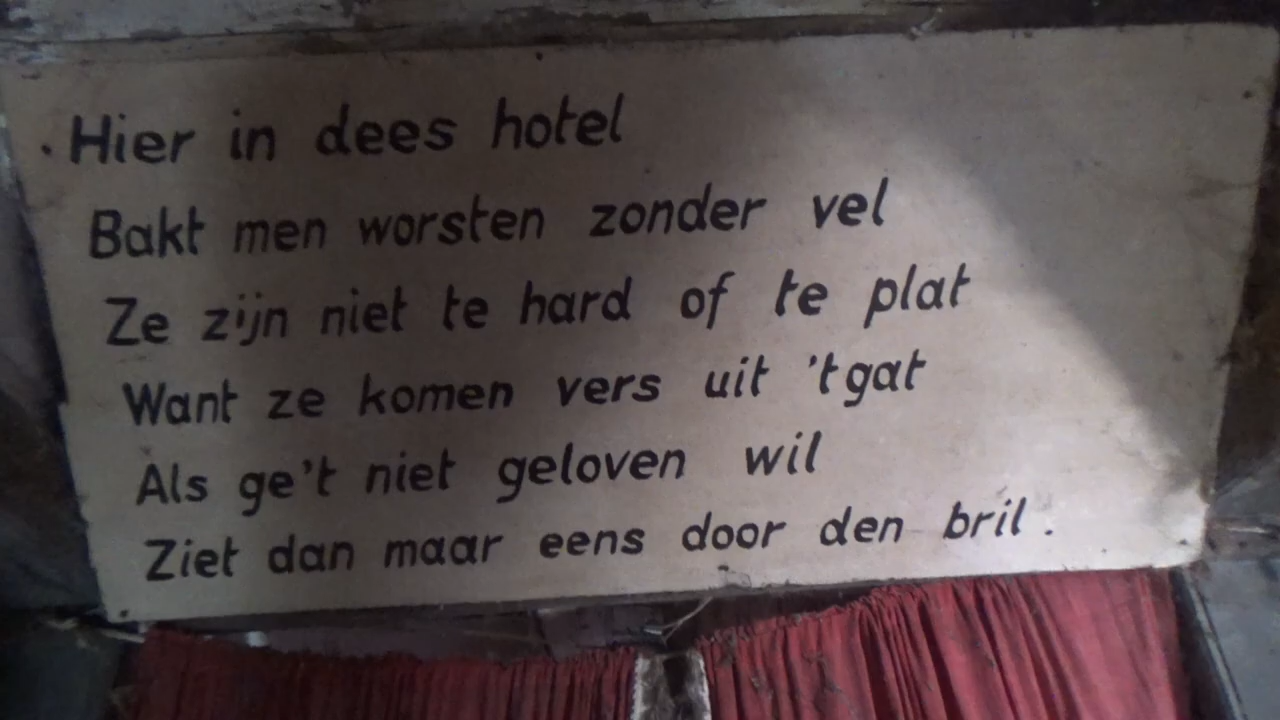 Hier in dees hotel
Bakt men worsten zonder vel
Ze zijn niet te hard of te plat
Want ze komen vers uit 't gat
Als ge't niet geloven wil
Ziet dan maar eens door den bril.